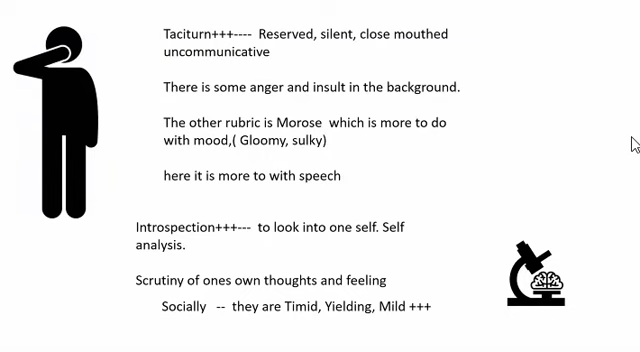 Taciturn+++---- Reserved, silent, close mouthed
uncommunicative
There is some anger and insult in the background.
The other rubric is Morose which is more to do
with mood,( Gloomy, sulky)
here it is more to with speech
Introspection+++--- to look into one self. Self
analysis.
Scrutiny of ones own thoughts and feeling
Socially -- they are Timid, Yielding, Mild +++